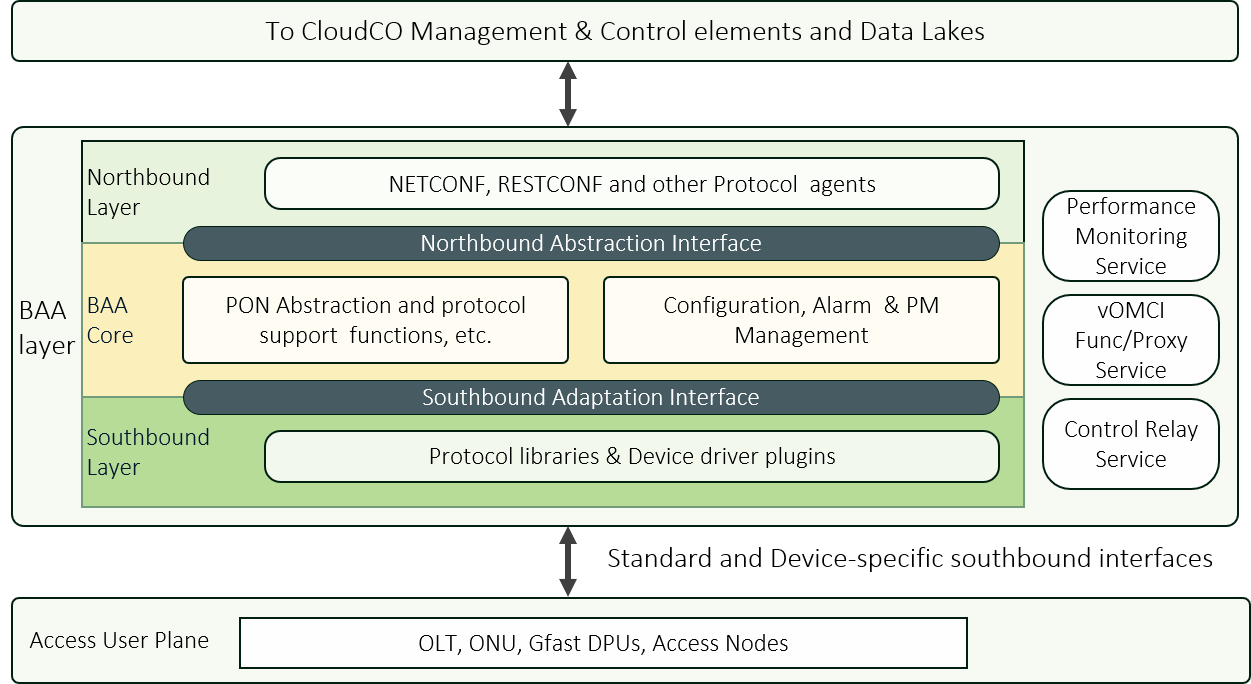 To CloudCO Management & Control elements and Data Lakes
Northbound
Layer
NETCONF, RESTCONF and other Protocol agents
Northbound Abstraction Interface
BAA
layer
BAA
Core
PON Abstraction and protocol
support functions, etc.
Configuration, Alarm & PM
Management
Southbound Adaptation Interface
Southbound
Layer
Protocol libraries & Device driver plugins
Performance
Monitoring
Service
vOMCI
Func/Proxy
Service
Control Relay
Service
Standard and Device-specific southbound interfaces
Access User Plane
OLT, ONU, Gfast DPUs, Access Nodes